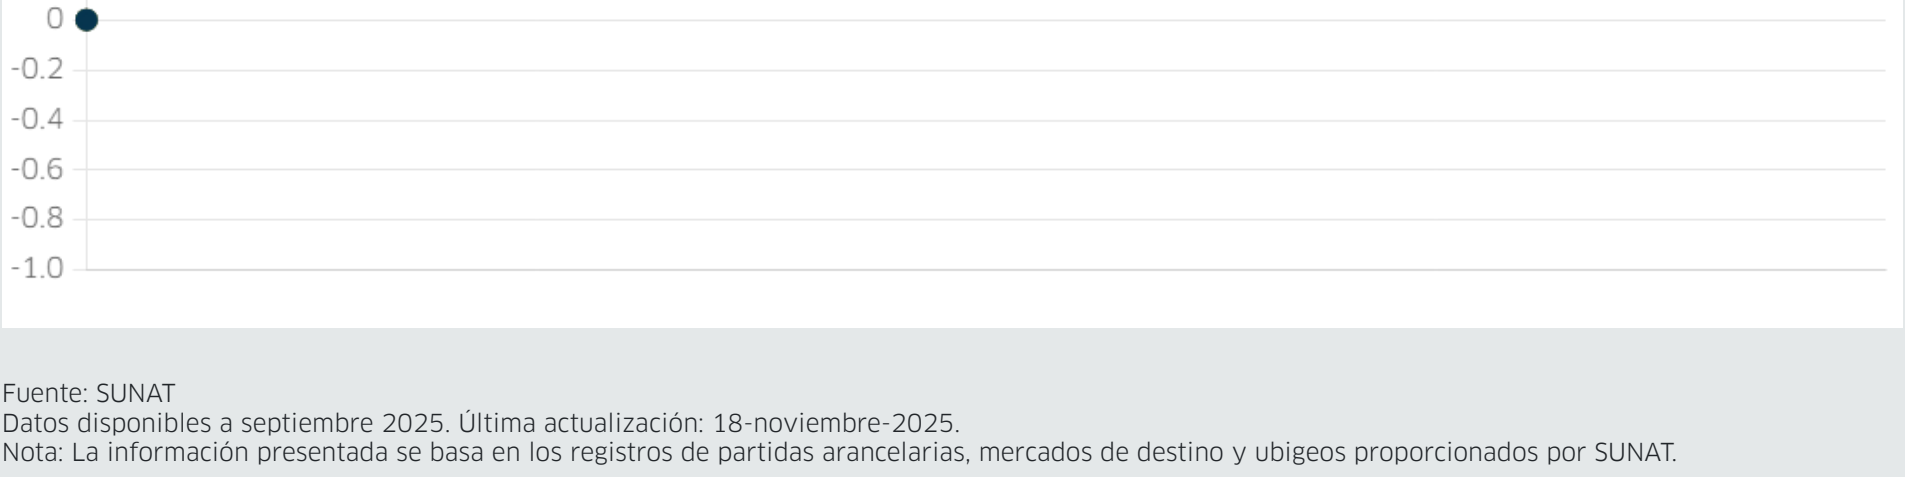 0
-0.2
-0.4
-0.6
-0.8
-1.0
Fuente: SUNAT
Datos disponibles a septiembre 2025. Última actualización: 18-noviembre-2025.
Nota: La información presentada se basa en los registros de partidas arancelarias, mercados de destino y ubigeos proporcionados por SUNAT.